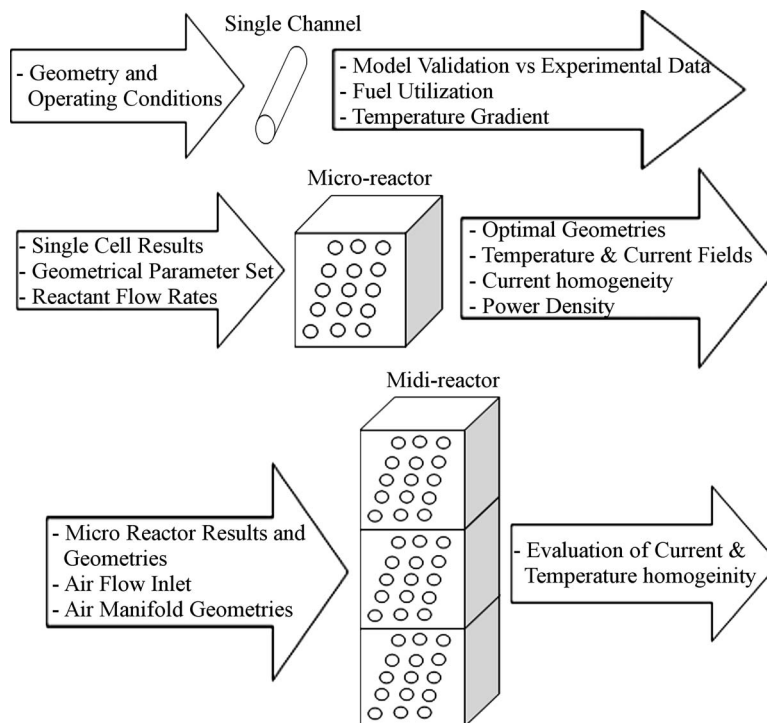 Single Channel
- Geometry and
Operating Conditions
- Model Validation vs Experimental Data
- Fuel Utilization
- Temperature Gradient
Micro-reactor
- Single Cell Results
- Geometrical Parameter Set
- Reactant Flow Rates
- Optimal Geometries
- Temperature & Current Fields
- Current homogeneity
- Power Density
Midi-reactor
- Micro Reactor Results and
Geometries
- Air Flow Inlet
- Air Manifold Geometries
- Evaluation of Current &
Temperature homogeinity